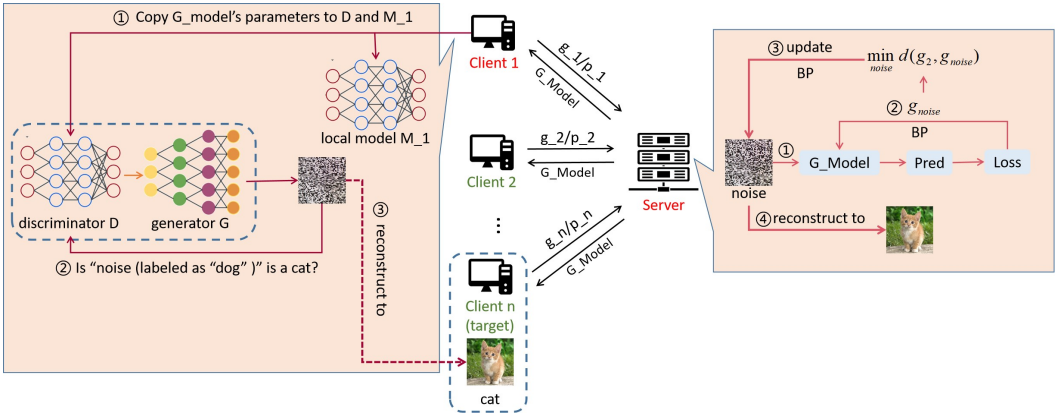 ① Copy G_model’s parameters to D and M_1
local model M_1
discriminator D
generator G
② Is “noise (labeled as “dog” )” is a cat?
③ reconstruct to
Client 1
g_1/p_1
G_Model
Client 2
g_2/p_2
G_Model
...
g_n/p_n
G_Model
Client n
(target)
cat
Server
③ update
BP
min d(g2, gnoise)
noise
② gnoise
BP
①
G_Model
Pred
Loss
noise
④ reconstruct to